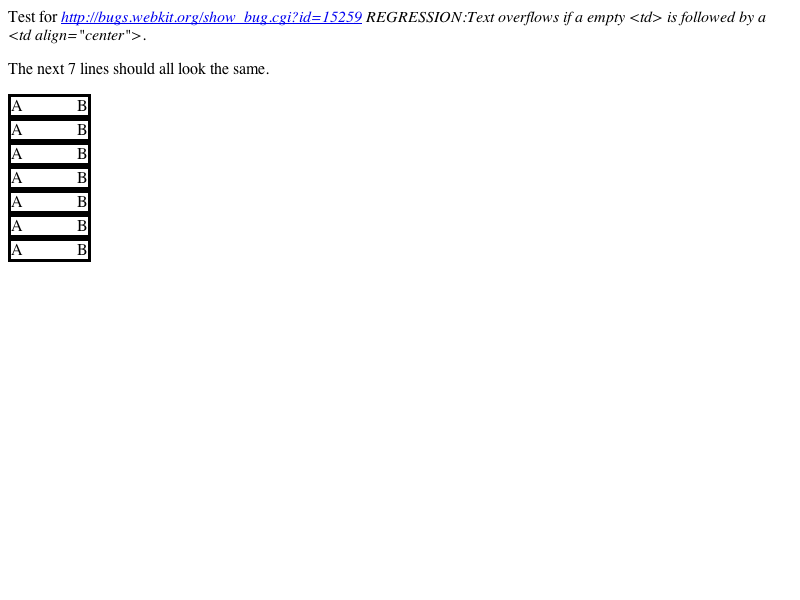 Test for http://bugs.webkit.org/show_bug.cgi?id=15259 REGRESSION:Text overflows if a empty <td> is followed by a
<td align="center">.
The next 7 lines should all look the same.
A B
A B
A B
A B
A B
A B
A B